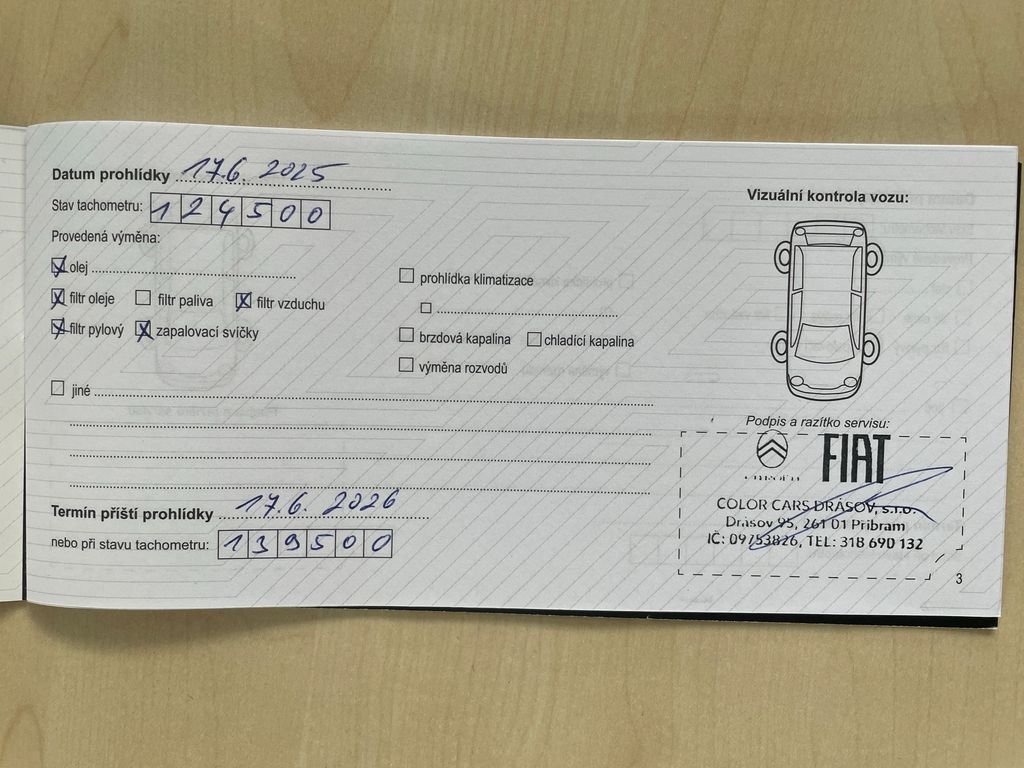 Datum prohlídky 17.6. 2025
Stav tachometru: 124500
Provedená výměna:
olej
filtr oleje filtr paliva filtr vzduchu
filtr pylový zapalovací svíčky
jiné
prohlídka klimatizace
brzdová kapalina chladící kapalina
výměna rozvodů
Termín příští prohlídky 17.6. 2026
nebo při stavu tachometru: 139500
Vizuální kontrola vozu:
Podpis a razítko servisu:
FIAT
COLOR CARS DRÁSOV, s.r.o.
Drásov 95, 261 01 Příbram
IČ: 09753826, TEL: 318 690 132
3